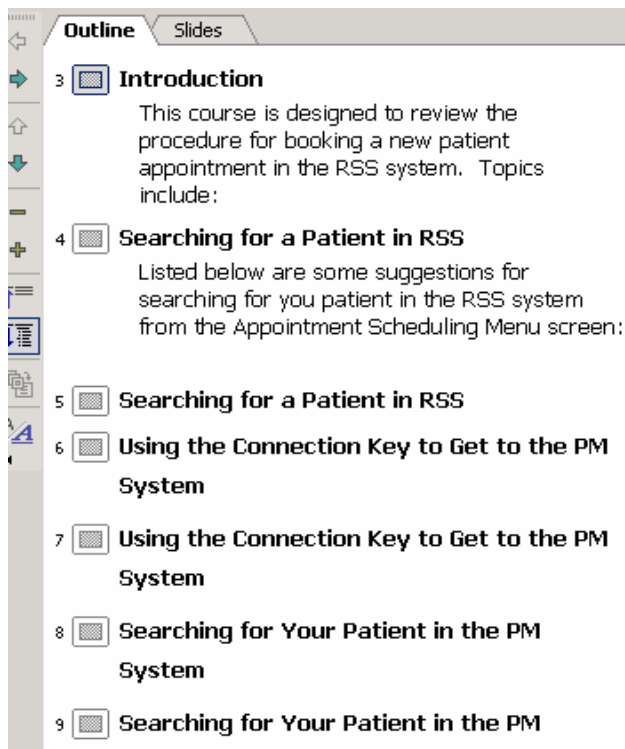 Outline Slides
3 Introduction
This course is designed to review the
procedure for booking a new patient
appointment in the RSS system. Topics
include:
4 Searching for a Patient in RSS
Listed below are some suggestions for
searching for you patient in the RSS system
from the Appointment Scheduling Menu screen:
5 Searching for a Patient in RSS
6 Using the Connection Key to Get to the PM
System
7 Using the Connection Key to Get to the PM
System
8 Searching for Your Patient in the PM
System
9 Searching for Your Patient in the PM